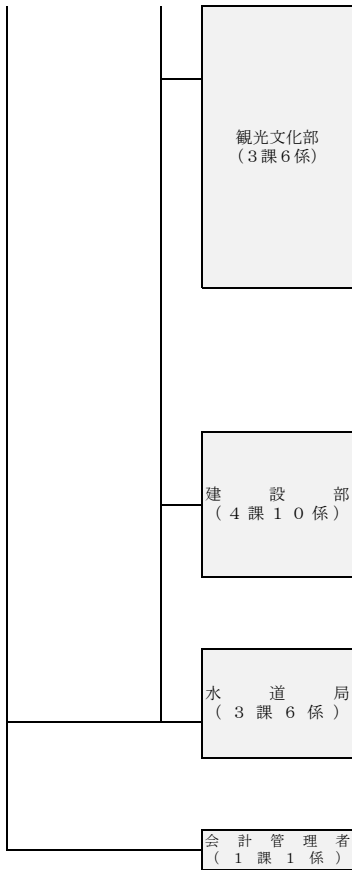 観光文化部
(3課6係)
建設部
(4課10係)
水道局
(3課6係)
会計管理者
(1課1係)